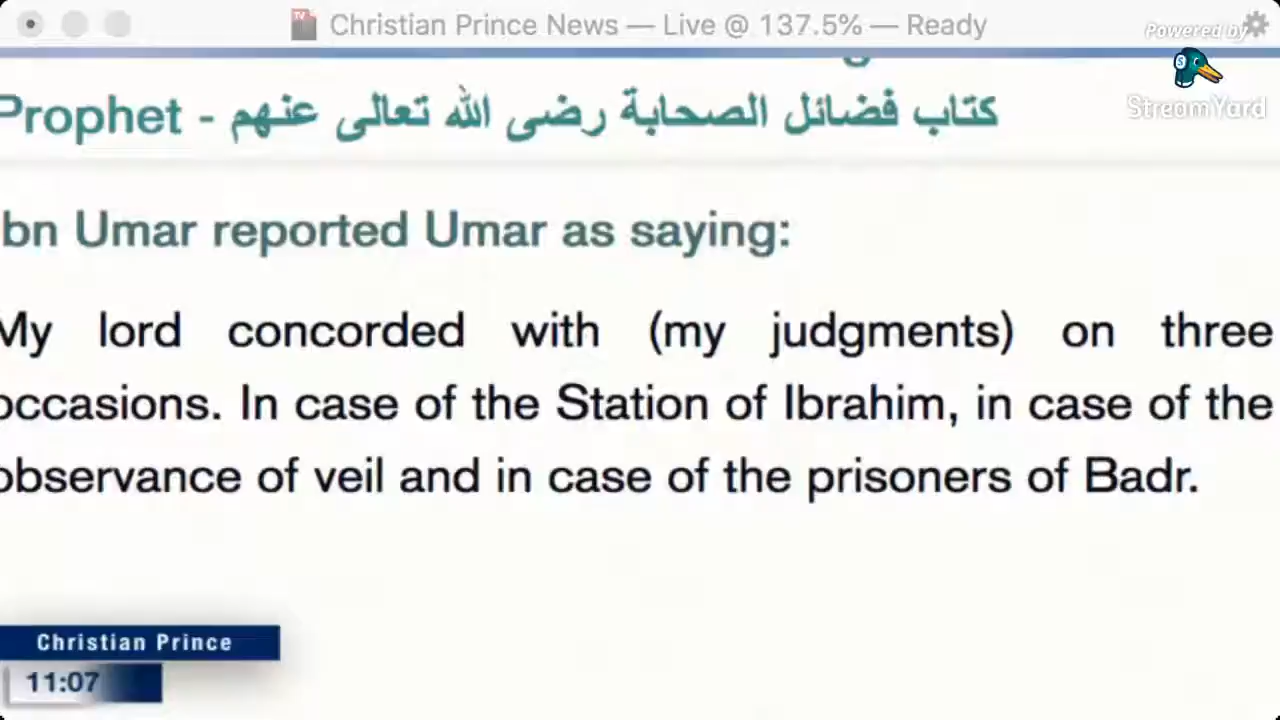 Christian Prince News — Live @ 137.5% — Ready
Powered by
StreamYard
Prophet - كتاب فضائل الصحابة رضى الله تعالى عنهم
bn Umar reported Umar as saying:
My lord concorded with (my judgments) on three
occasions. In case of the Station of Ibrahim, in case of the
observance of veil and in case of the prisoners of Badr.
Christian Prince
11:07